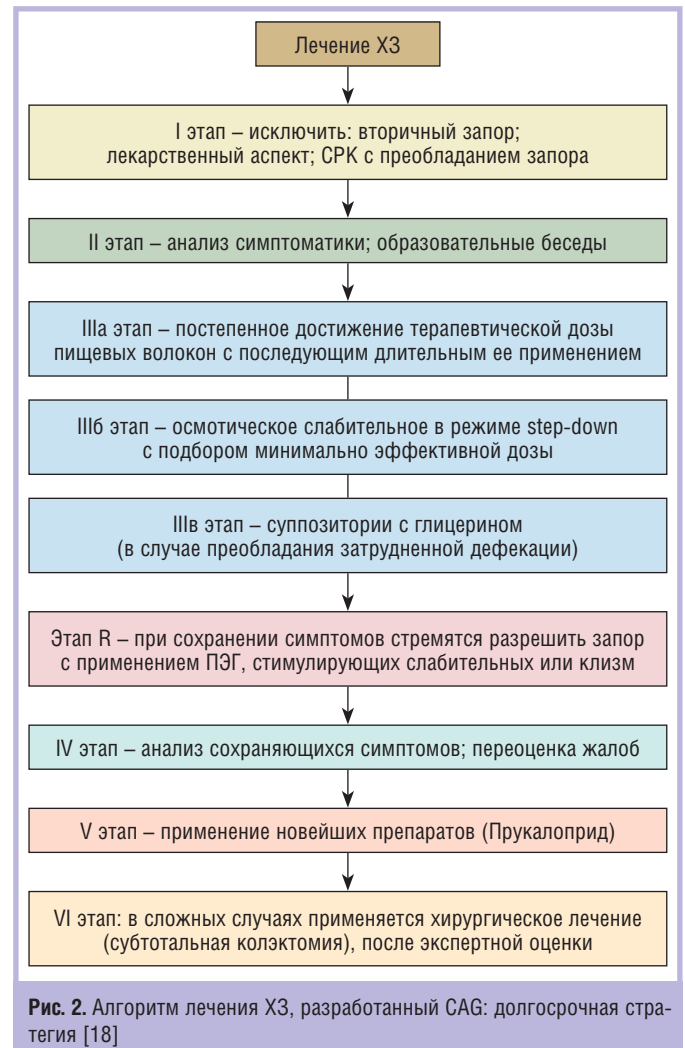 Лечение ХЗ
I этап – исключить: вторичный запор;
лекарственный аспект; СРК с преобладанием запора
II этап – анализ симптоматики; образовательные беседы
IIIа этап – постепенное достижение терапевтической дозы
пищевых волокон с последующим длительным ее применением
IIIб этап – осмотическое слабительное в режиме step-down
с подбором минимально эффективной дозы
IIIв этап – суппозитории с глицерином
(в случае преобладания затрудненной дефекации)
Этап R – при сохранении симптомов стремятся разрешить запор
с применением ПЭГ, стимулирующих слабительных или клизм
IV этап – анализ сохраняющихся симптомов; переоценка жалоб
V этап – применение новейших препаратов (Прукалоприд)
VI этап: в сложных случаях применяется хирургическое лечение
(субтотальная колэктомия), после экспертной оценки
Рис. 2. Алгоритм лечения ХЗ, разработанный CAG: долгосрочная стра-
тегия [18]